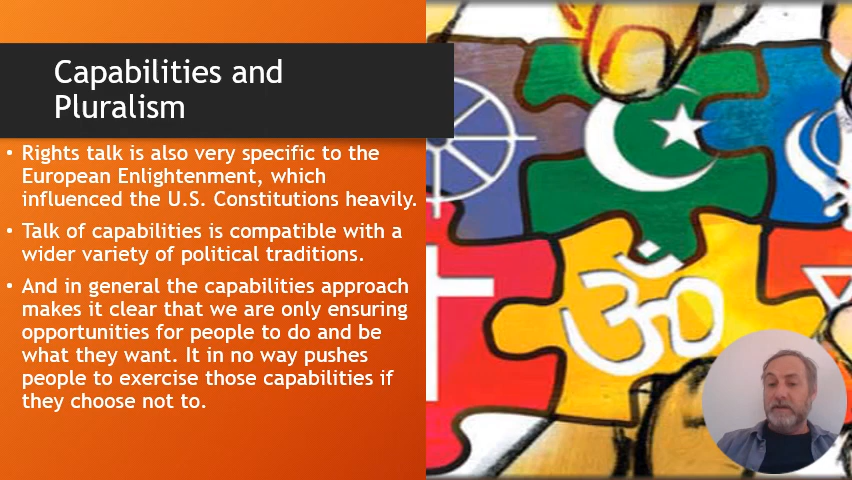 Capabilities and
Pluralism
• Rights talk is also very specific to the
European Enlightenment, which
influenced the U.S. Constitutions heavily.
• Talk of capabilities is compatible with a
wider variety of political traditions.
• And in general the capabilities approach
makes it clear that we are only ensuring
opportunities for people to do and be
what they want. It in no way pushes
people to exercise those capabilities if
they choose not to.
ॐ